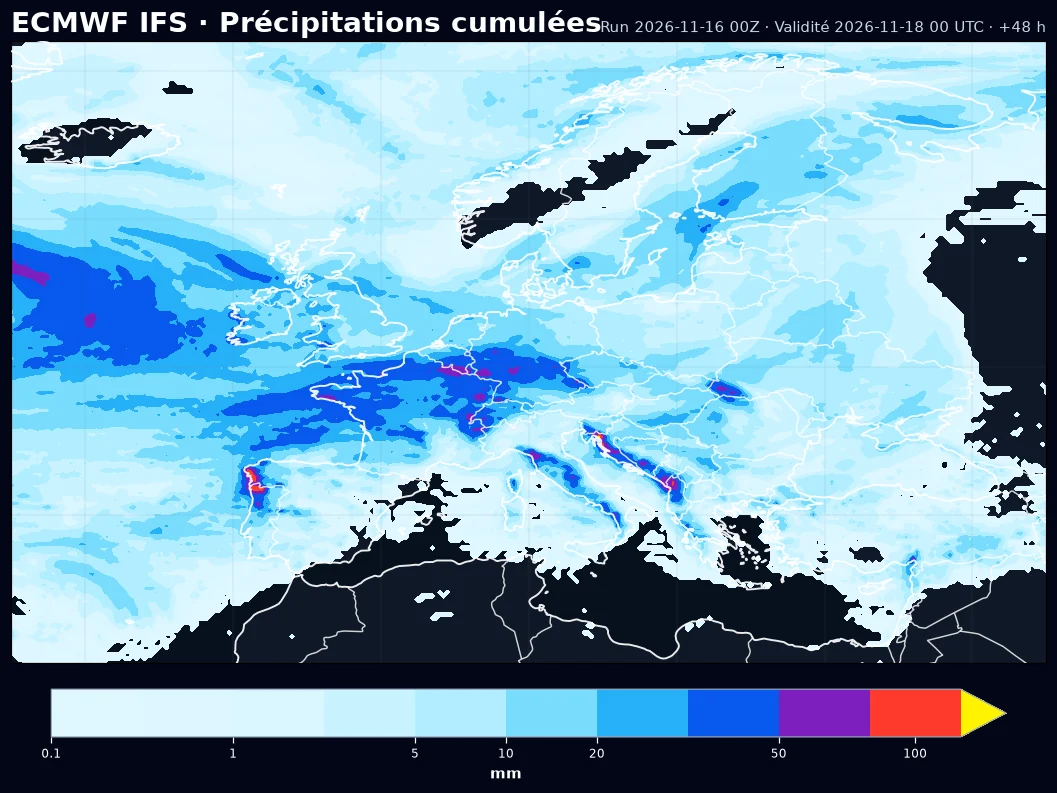 ECMWF IFS · Précipitations cumulées
Run 2026-11-16 00Z · Validité 2026-11-18 00 UTC · +48 h
0.1 1 5 10 20 50 100
mm